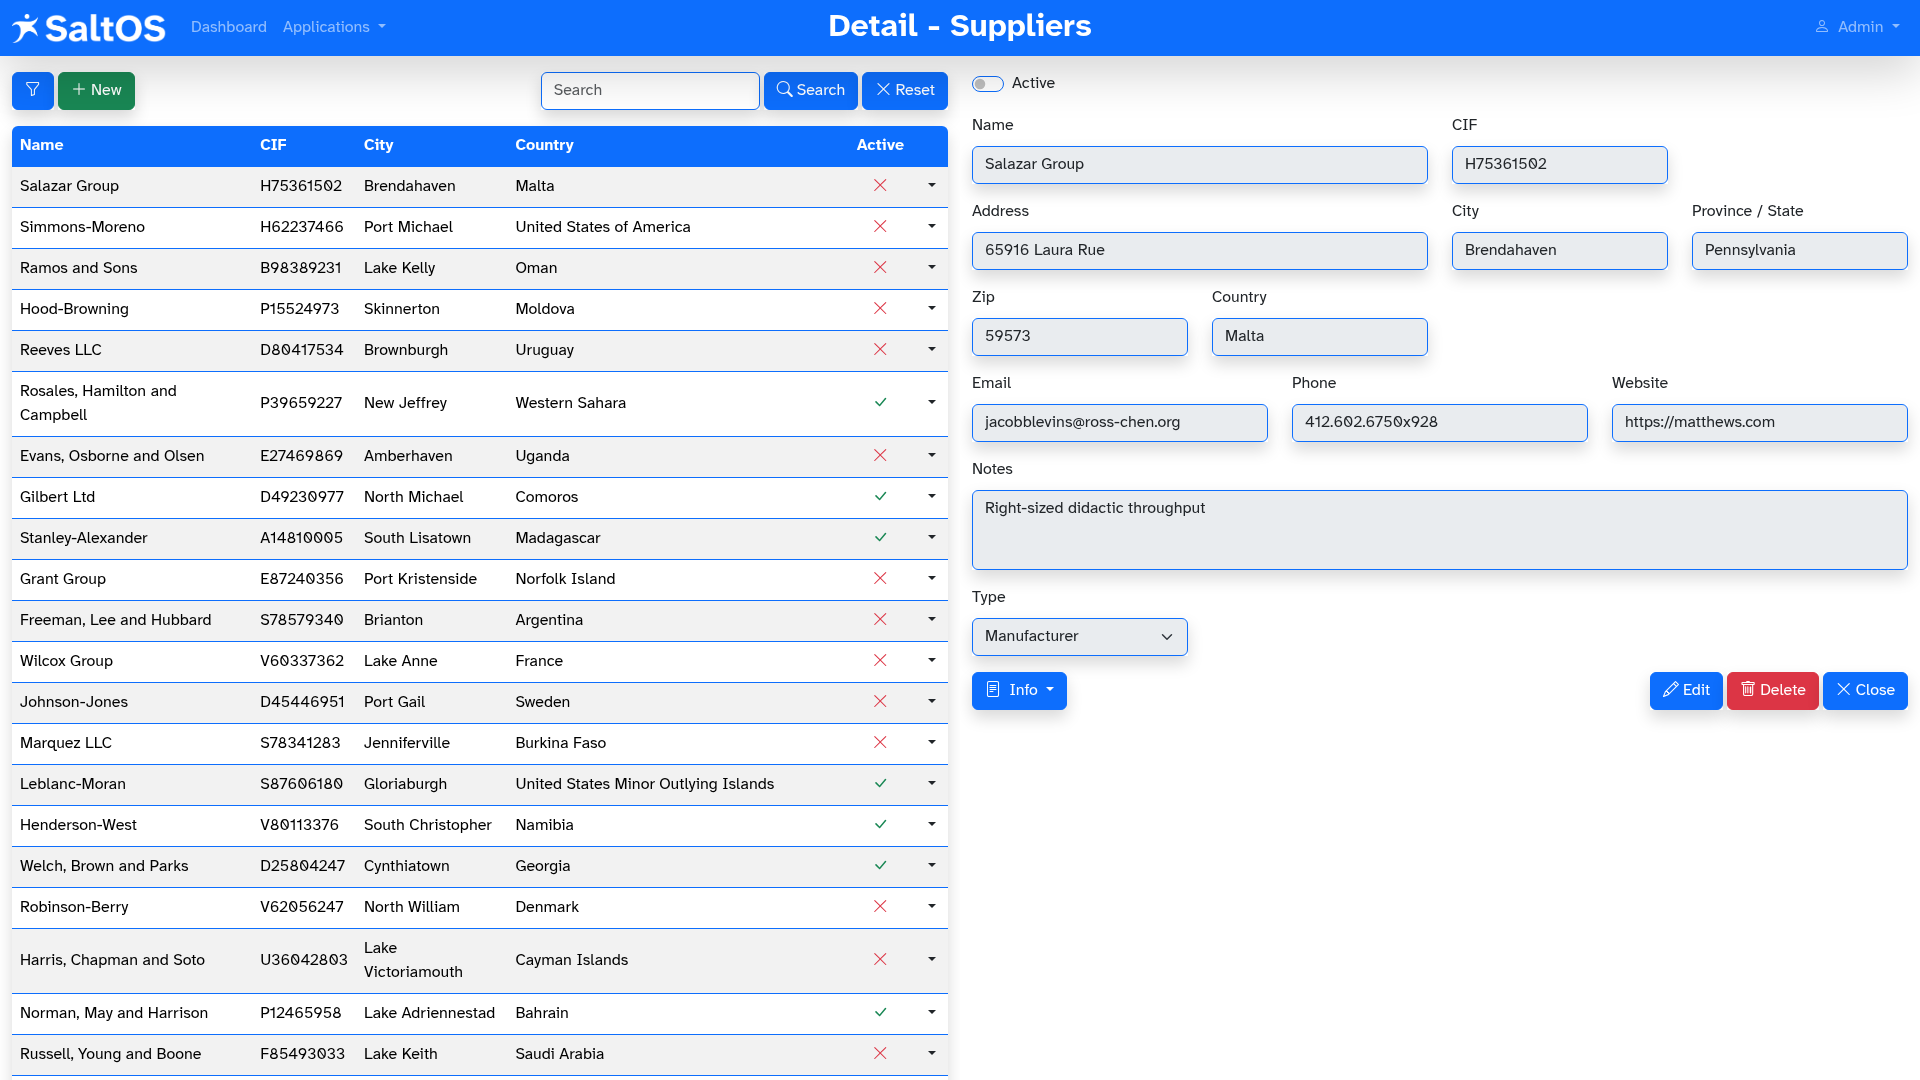 SaltOS Dashboard Applications Detail - Suppliers Admin
New Search Search Reset
Name CIF City Country Active
Salazar Group H75361502 Brendahaven Malta
Simmons-Moreno H62237466 Port Michael United States of America
Ramos and Sons B98389231 Lake Kelly Oman
Hood-Browning P15524973 Skinnerton Moldova
Reeves LLC D80417534 Brownburgh Uruguay
Rosales, Hamilton and
Campbell P39659227 New Jeffrey Western Sahara
Evans, Osborne and Olsen E27469869 Amberhaven Uganda
Gilbert Ltd D49230977 North Michael Comoros
Stanley-Alexander A14810005 South Lisatown Madagascar
Grant Group E87240356 Port Kristenside Norfolk Island
Freeman, Lee and Hubbard S78579340 Brianton Argentina
Wilcox Group V60337362 Lake Anne France
Johnson-Jones D45446951 Port Gail Sweden
Marquez LLC S78341283 Jenniferville Burkina Faso
Leblanc-Moran S87606180 Gloriaburgh United States Minor Outlying Islands
Henderson-West V80113376 South Christopher Namibia
Welch, Brown and Parks D25804247 Cynthiatown Georgia
Robinson-Berry V62056247 North William Denmark
Harris, Chapman and Soto U36042803 Lake
Victoriamouth Cayman Islands
Norman, May and Harrison P12465958 Lake Adriennestad Bahrain
Russell, Young and Boone F85493033 Lake Keith Saudi Arabia
Active
Name CIF
Salazar Group H75361502
Address City Province / State
65916 Laura Rue Brendahaven Pennsylvania
Zip Country
59573 Malta
Email Phone Website
jacobblevins@ross-chen.org 412.602.6750x928 https://matthews.com
Notes
Right-sized didactic throughput
Type
Manufacturer
Info Edit Delete Close